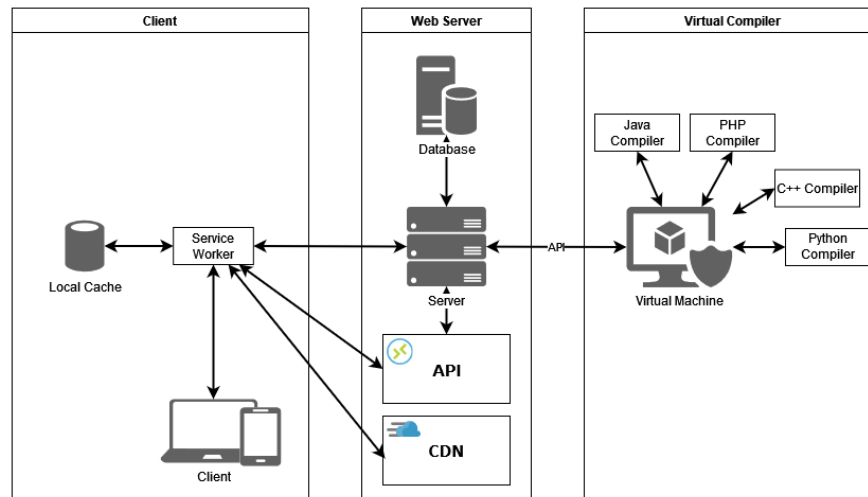 Client
Web Server
Virtual Compiler
Database
Java
Compiler
PHP
Compiler
C++ Compiler
Service
Worker
API
Python
Compiler
Local Cache
Server
Virtual Machine
API
CDN
Client